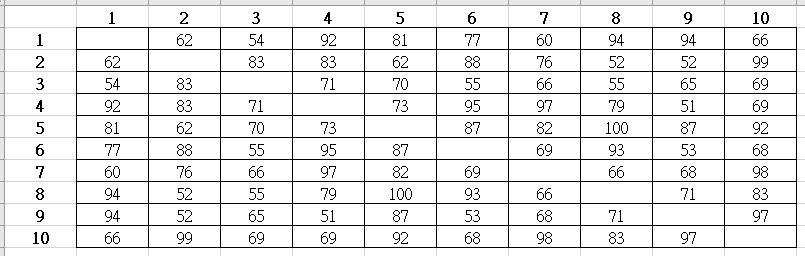 1 2 3 4 5 6 7 8 9 10
1 62 54 92 81 77 60 94 94 66
2 62 83 83 62 88 76 52 52 99
3 54 83 71 70 55 66 55 65 69
4 92 83 71 73 95 97 79 51 69
5 81 62 70 73 87 82 100 87 92
6 77 88 55 95 87 69 93 53 68
7 60 76 66 97 82 69 66 68 98
8 94 52 55 79 100 93 66 71 83
9 94 52 65 51 87 53 68 71 97
10 66 99 69 69 92 68 98 83 97